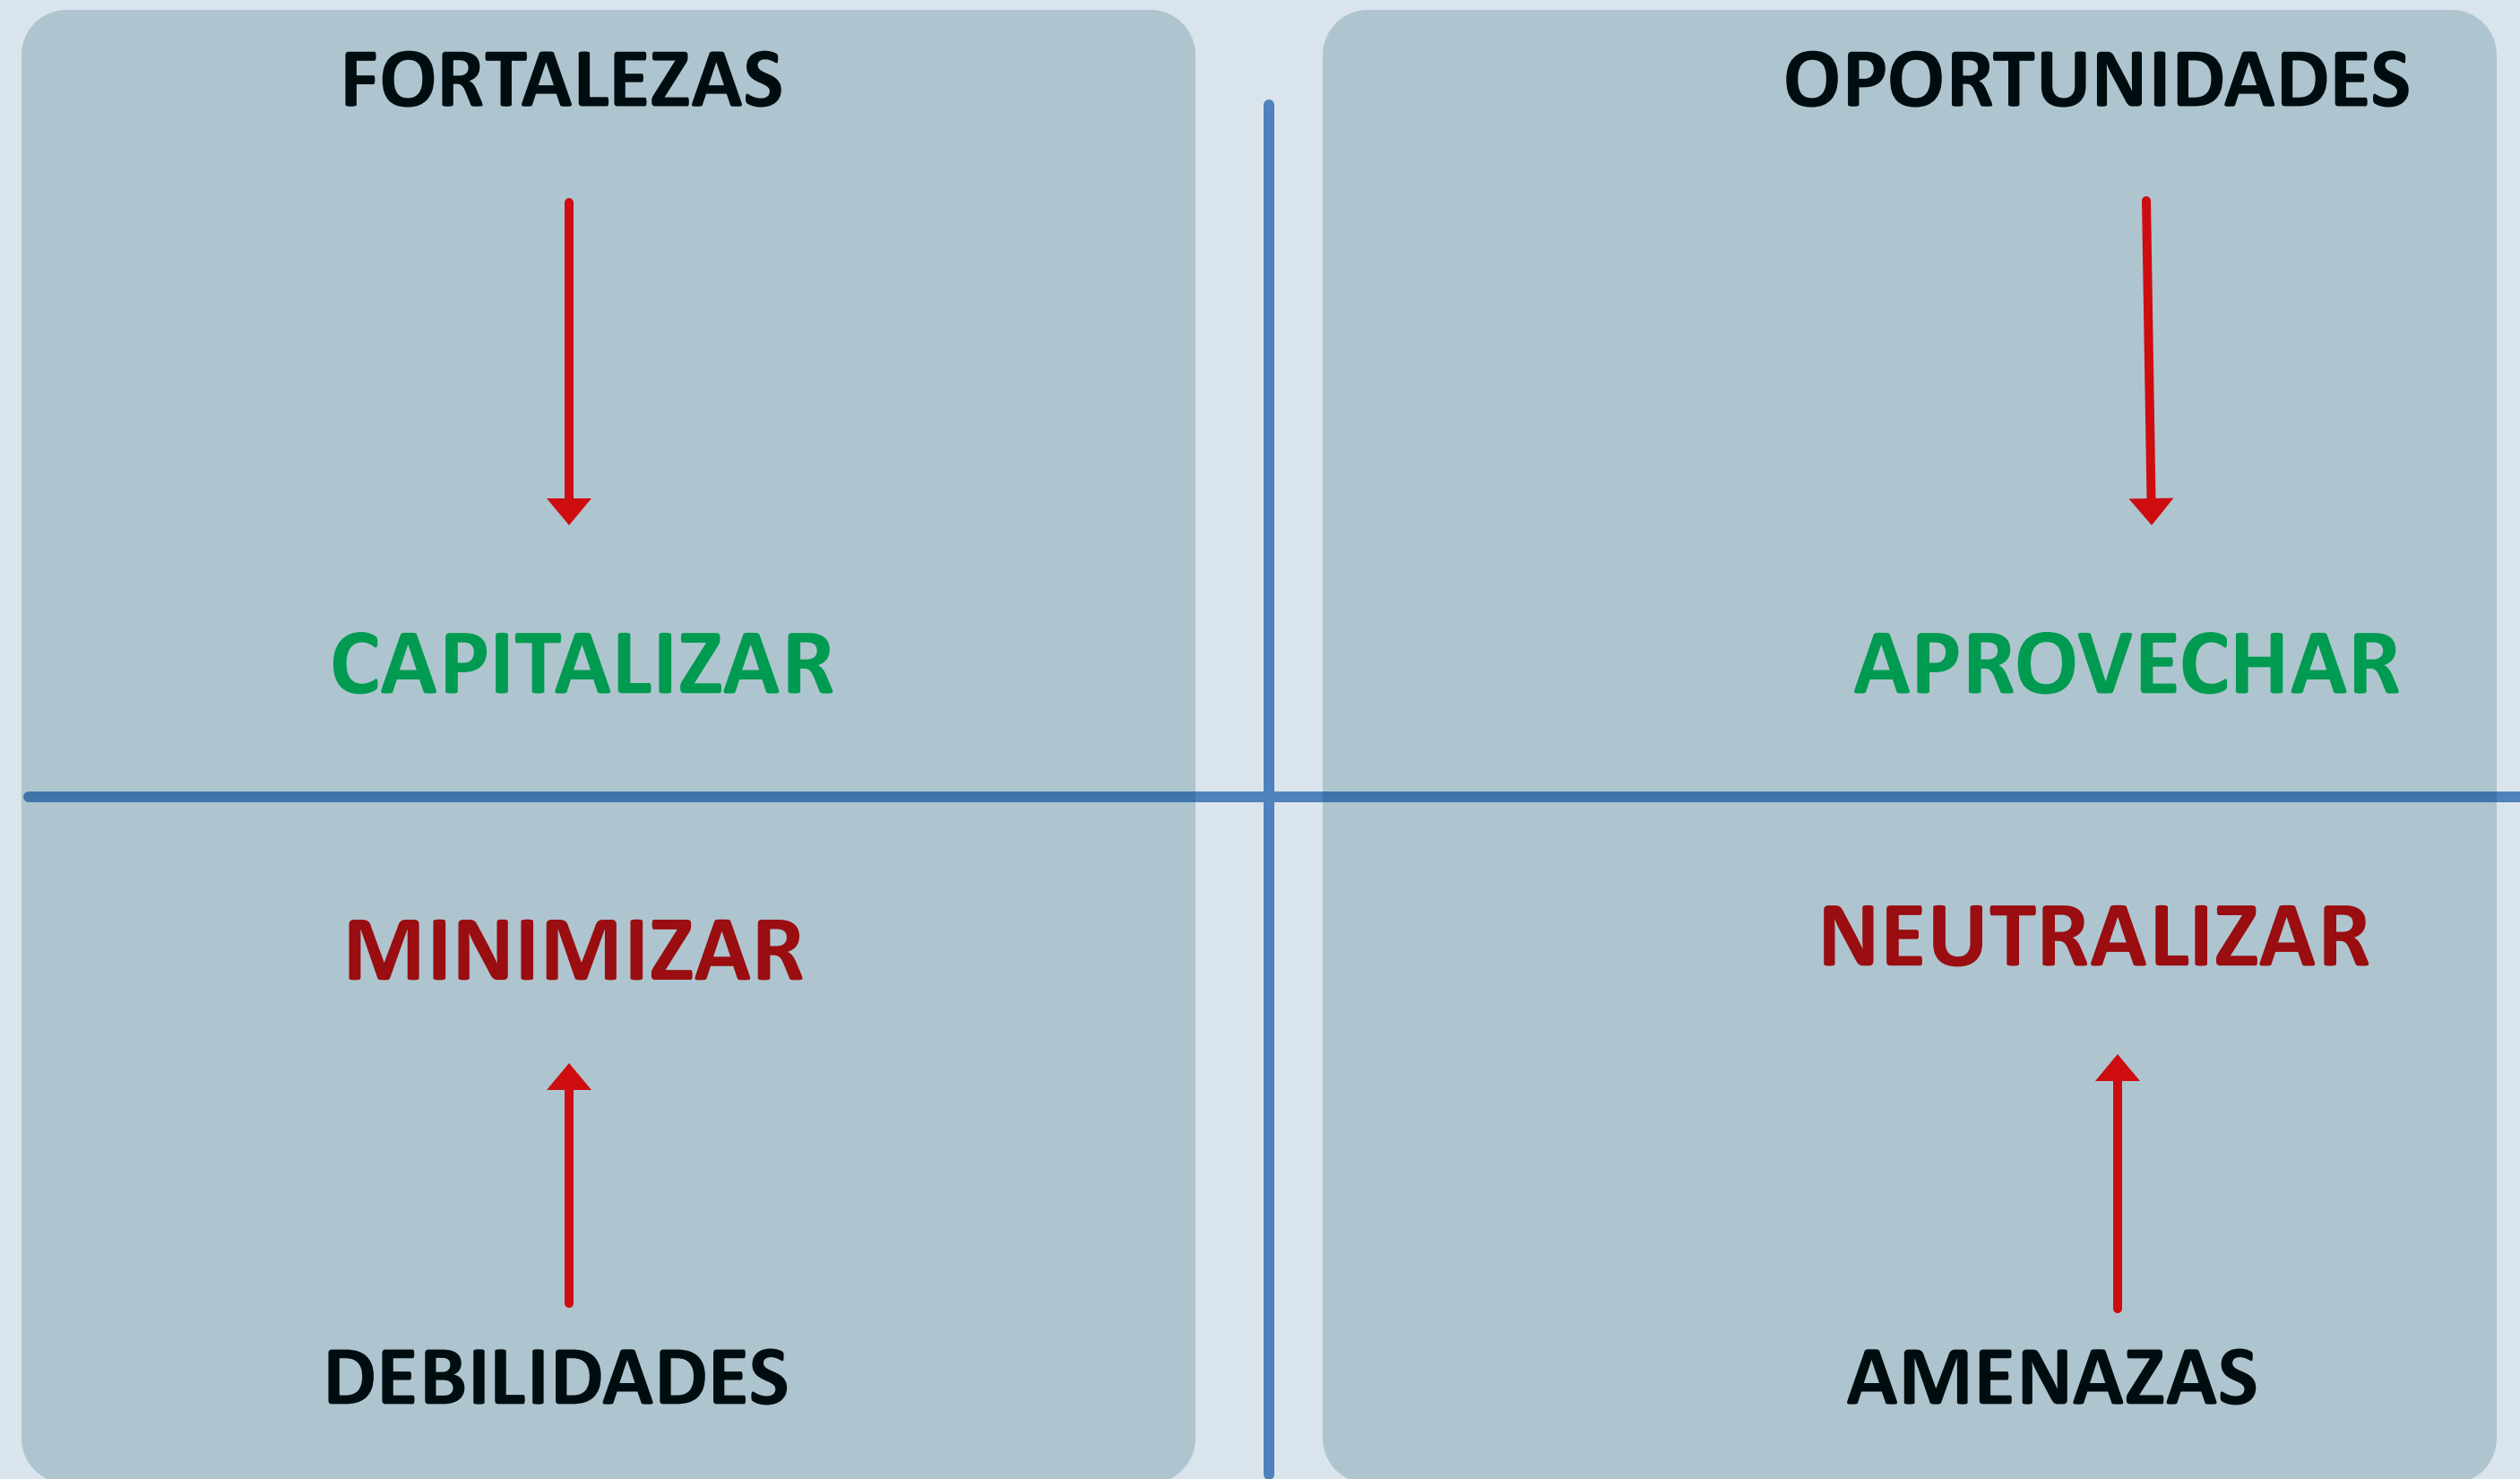 FORTALEZAS
OPORTUNIDADES
CAPITALIZAR
APROVECHAR
MINIMIZAR
NEUTRALIZAR
DEBILIDADES
AMENAZAS